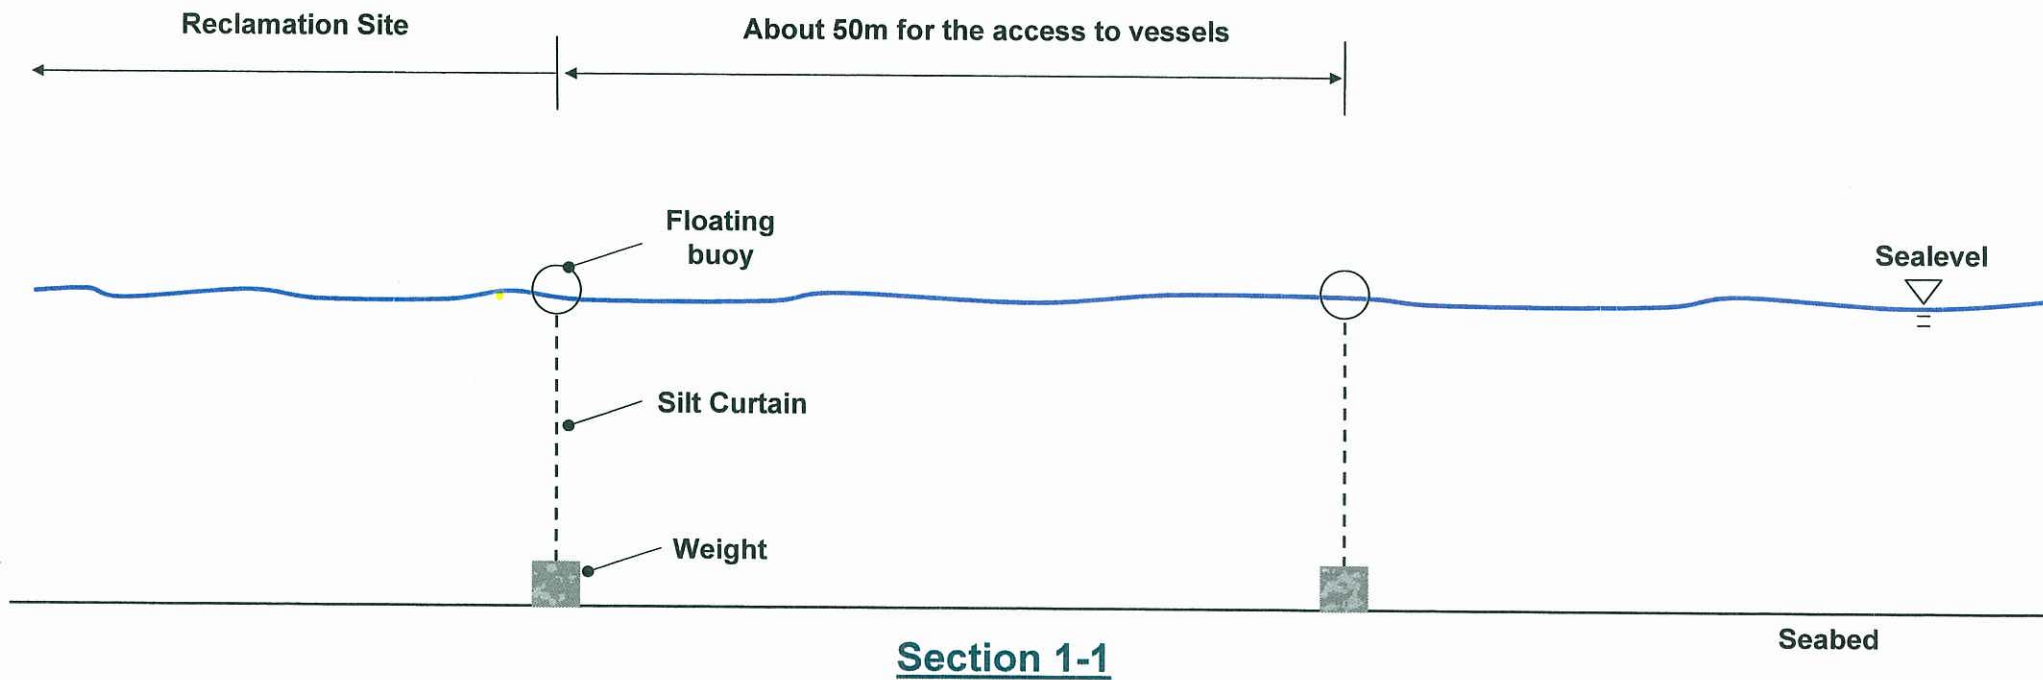 Reclamation Site
About 50m for the access to vessels
Floating
buoy
Sealevel
Silt Curtain
Weight
Seabed
Section 1-1